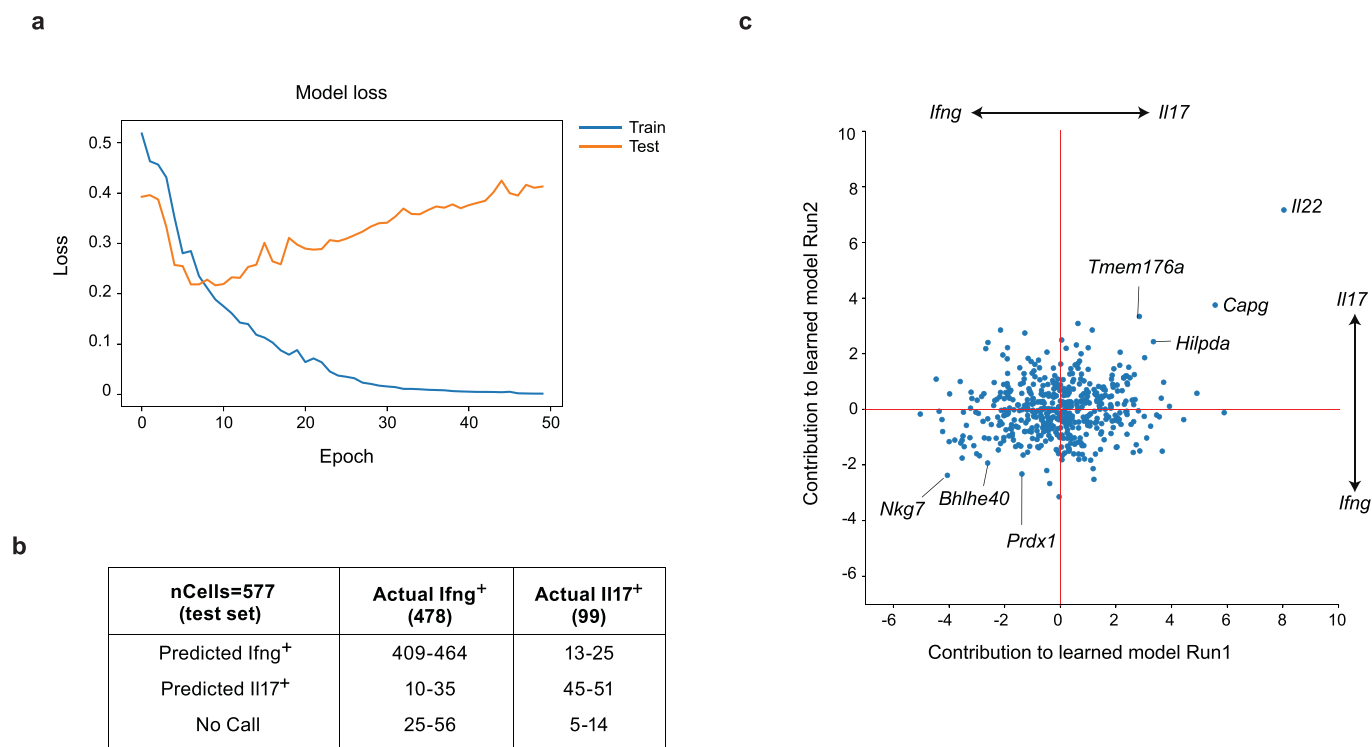 a
Model loss
Train
Test
0.5
0.4
0.3
0.2
0.1
0
Loss
0 10 20 30 40 50
Epoch
b
nCells=577 (test set) Actual Ifng+ (478) Actual Il17+ (99)
Predicted Ifng+ 409-464 13-25
Predicted Il17+ 10-35 45-51
No Call 25-56 5-14
c
Ifng Il17
10
8
6
4
2
0
-2
-4
-6
Contribution to learned model Run2
Il22
Tmem176a
Capg
Hilpda
Nkg7
Bhlhe40
Prdx1
Il17
Ifng
-6 -4 -2 0 2 4 6 8 10
Contribution to learned model Run1